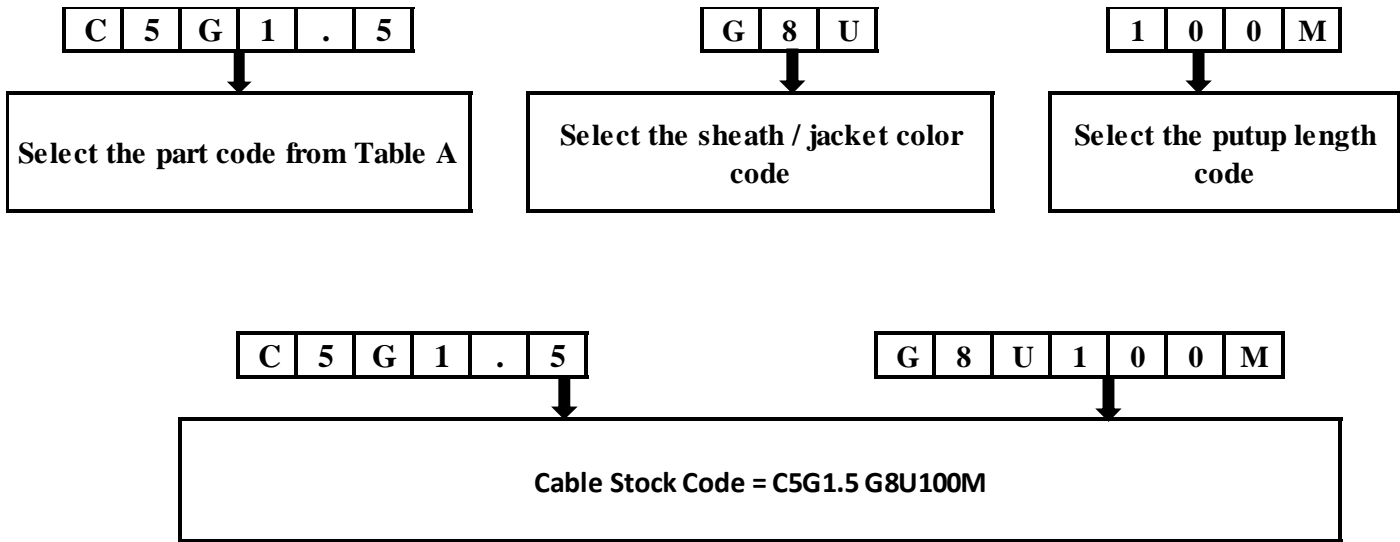 C 5 G 1 . 5
G 8 U
1 0 0 M
Select the part code from Table A
Select the sheath / jacket color
code
Select the putup length
code
C 5 G 1 . 5
G 8 U 1 0 0 M
Cable Stock Code = C5G1.5 G8U100M